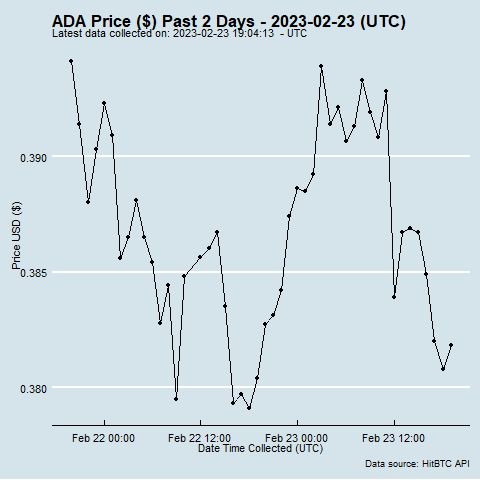 ADA Price ($) Past 2 Days - 2023-02-23 (UTC)
Latest data collected on: 2023-02-23 19:04:13 - UTC
0.390
0.385
0.380
Price USD ($)
Feb 22 00:00 Feb 22 12:00 Feb 23 00:00 Feb 23 12:00
Date Time Collected (UTC)
Data source: HitBTC API